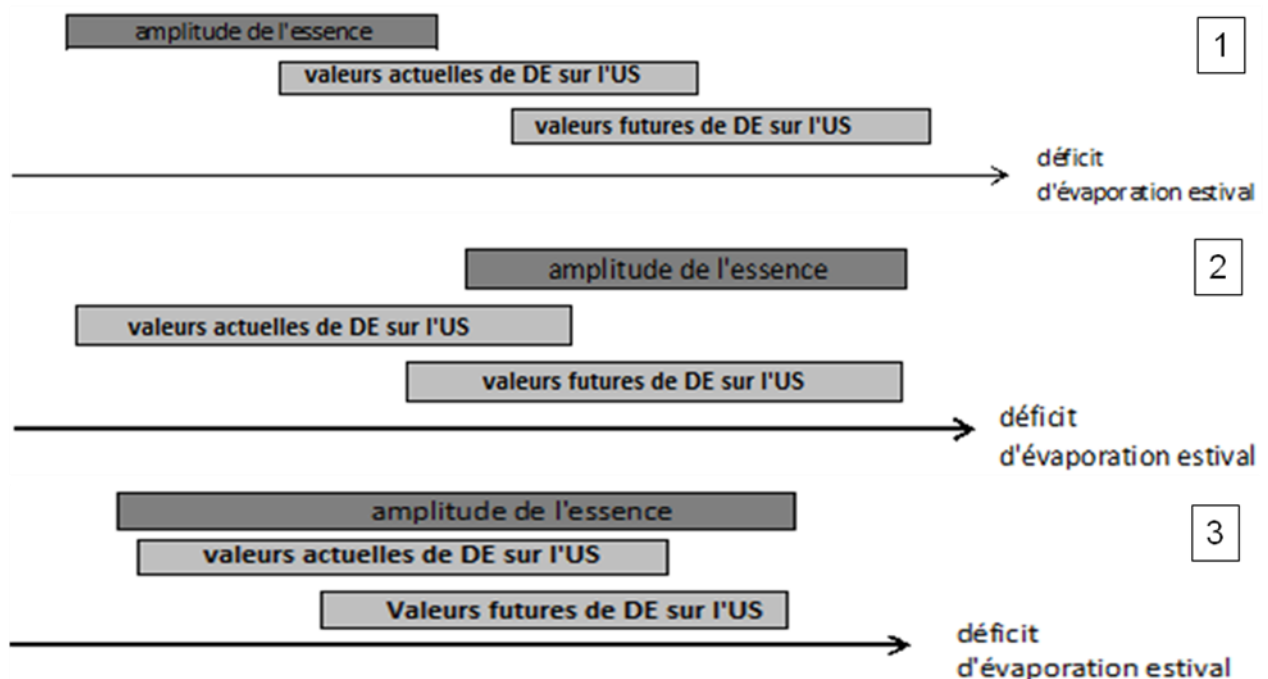 amplitude de l'essence
1
valeurs actuelles de DE sur l'US
valeurs futures de DE sur l'US
déficit
d'évaporation estival
amplitude de l'essence
2
valeurs actuelles de DE sur l'US
valeurs futures de DE sur l'US
déficit
d'évaporation estival
amplitude de l'essence
3
valeurs actuelles de DE sur l'US
Valeurs futures de DE sur l'US
déficit
d'évaporation estival